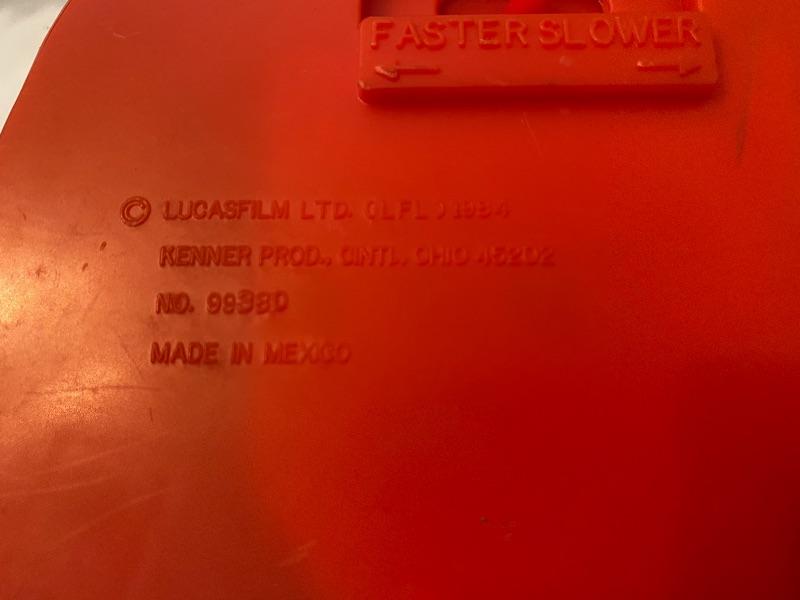 FASTER SLOWER
© LUCASFILM LTD. (LFL) 1984
KENNER PROD., CINTI. OHIO 45202
NO. 99380
MADE IN MEXICO